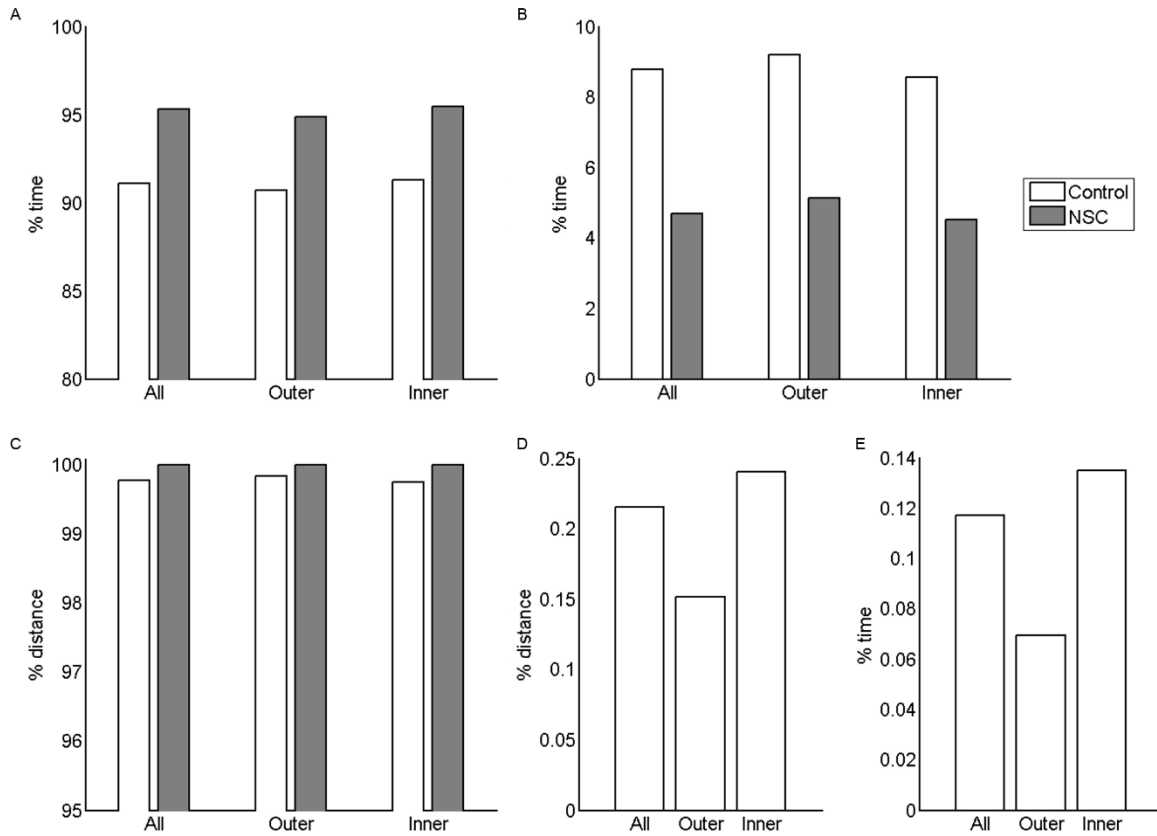 A
100
95
90
85
80
% time
All
Outer
Inner
B
10
8
6
4
2
0
% time
All
Outer
Inner
Control
NSC
C
100
99
98
97
96
95
% distance
All
Outer
Inner
D
0.25
0.2
0.15
0.1
0.05
0
% distance
All
Outer
Inner
E
0.14
0.12
0.1
0.08
0.06
0.04
0.02
0
% time
All
Outer
Inner